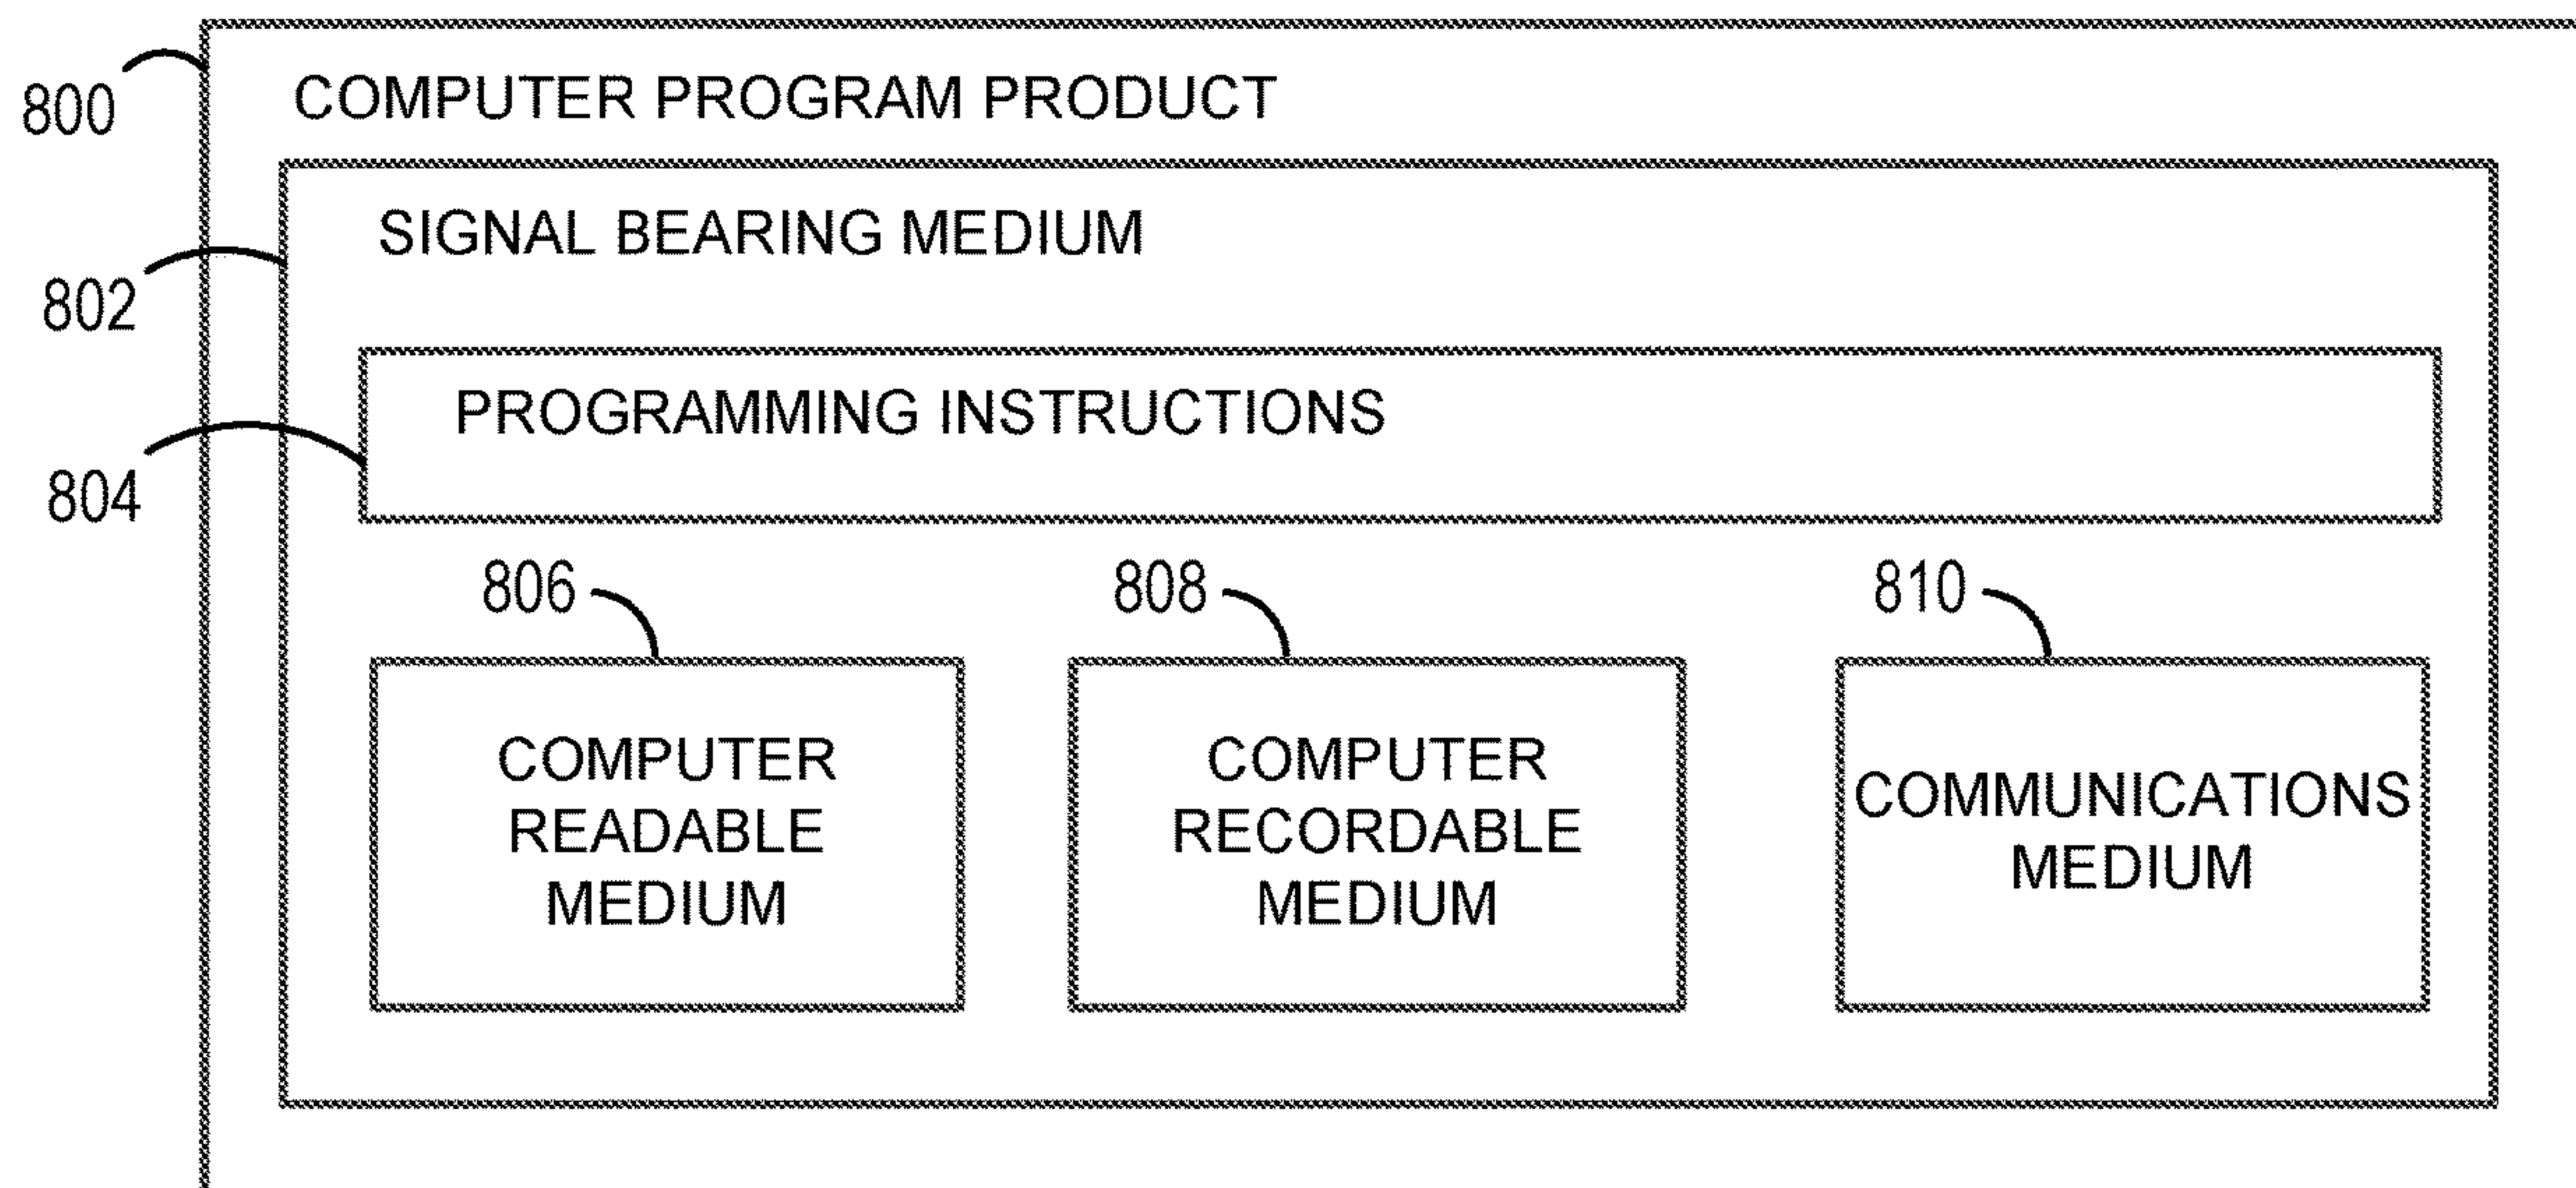 800
COMPUTER PROGRAM PRODUCT
802
SIGNAL BEARING MEDIUM
804
PROGRAMMING INSTRUCTIONS
806
808
810
COMPUTER
READABLE
MEDIUM
COMPUTER
RECORDABLE
MEDIUM
COMMUNICATIONS
MEDIUM